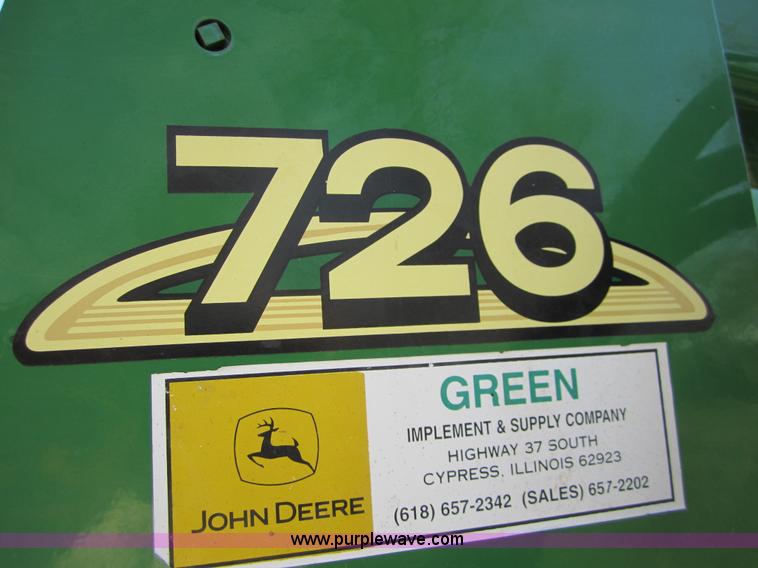 726
GREEN
IMPLEMENT & SUPPLY COMPANY
HIGHWAY 37 SOUTH
CYPRESS, ILLINOIS 62923
(618) 657-2342 (SALES) 657-2202
JOHN DEERE
www.purplewave.com